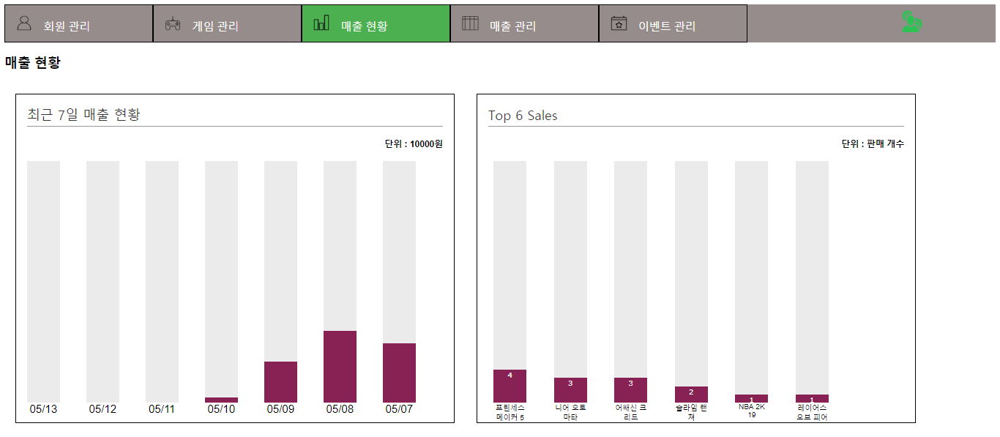 회원 관리
게임 관리
매출 현황
매출 관리
이벤트 관리
매출 현황
최근 7일 매출 현황
단위 : 10000원
05/13
05/12
05/11
05/10
05/09
05/08
05/07
Top 6 Sales
단위 : 판매 개수
4
3
3
2
1
1
프린세스
메이커 5
니어 오토
마타
어쌔신 크
리드
슬라임 랜
쳐
NBA 2K
19
레이어스
오브 피어